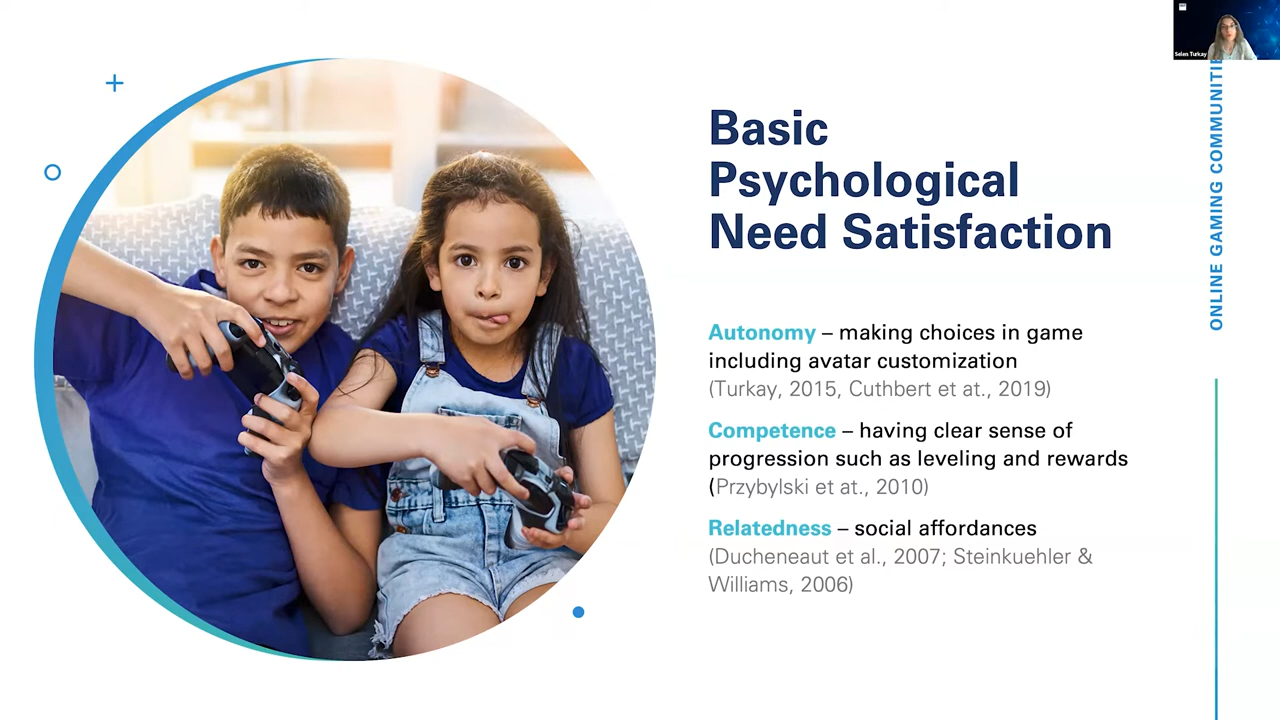 Selen Turkay
ONLINE GAMING COMMUNITIE
Basic
Psychological
Need Satisfaction
Autonomy – making choices in game
including avatar customization
(Turkay, 2015, Cuthbert et at., 2019)
Competence – having clear sense of
progression such as leveling and rewards
(Przybylski et at., 2010)
Relatedness – social affordances
(Ducheneaut et al., 2007; Steinkuehler &
Williams, 2006)